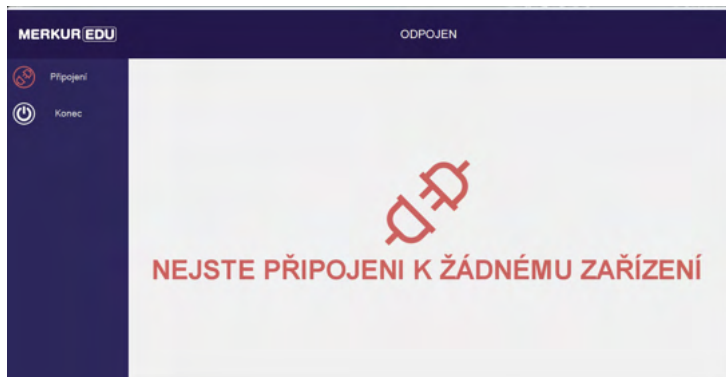 MERKUR EDU
ODPOJEN
Připojení
Konec
NEJSTE PŘIPOJENI K ŽÁDNÉMU ZAŘÍZENÍ